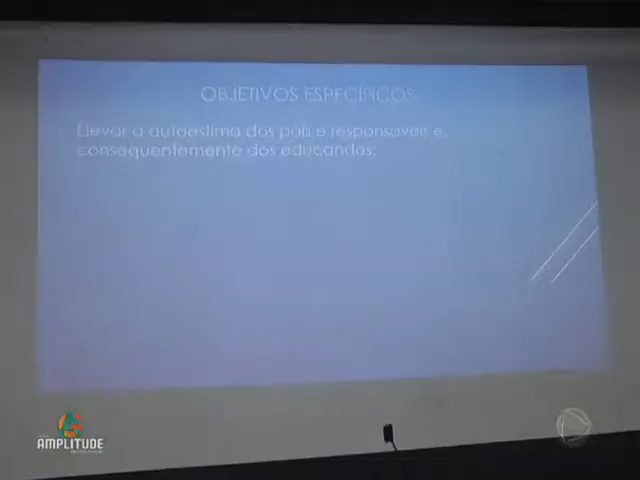 OBJETIVOS ESPECÍFICOS
Elevar a autoestima dos pais e responsáveis e,
consequentemente dos educandos;
AMPLITUDE